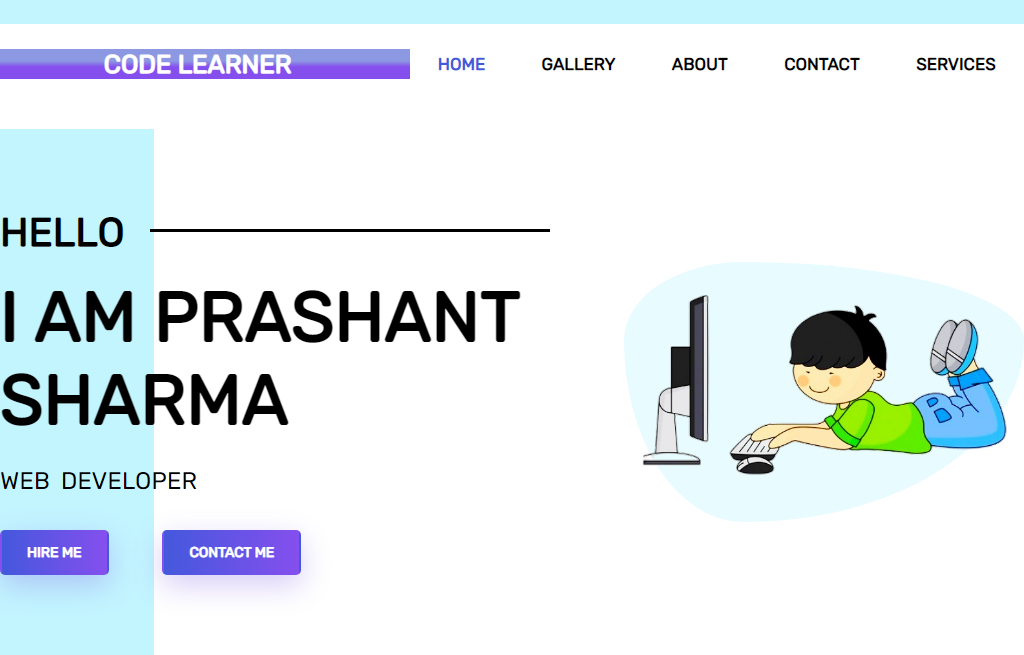 CODE LEARNER
HOME GALLERY ABOUT CONTACT SERVICES
HELLO
I AM PRASHANT
SHARMA
WEB DEVELOPER
HIRE ME CONTACT ME